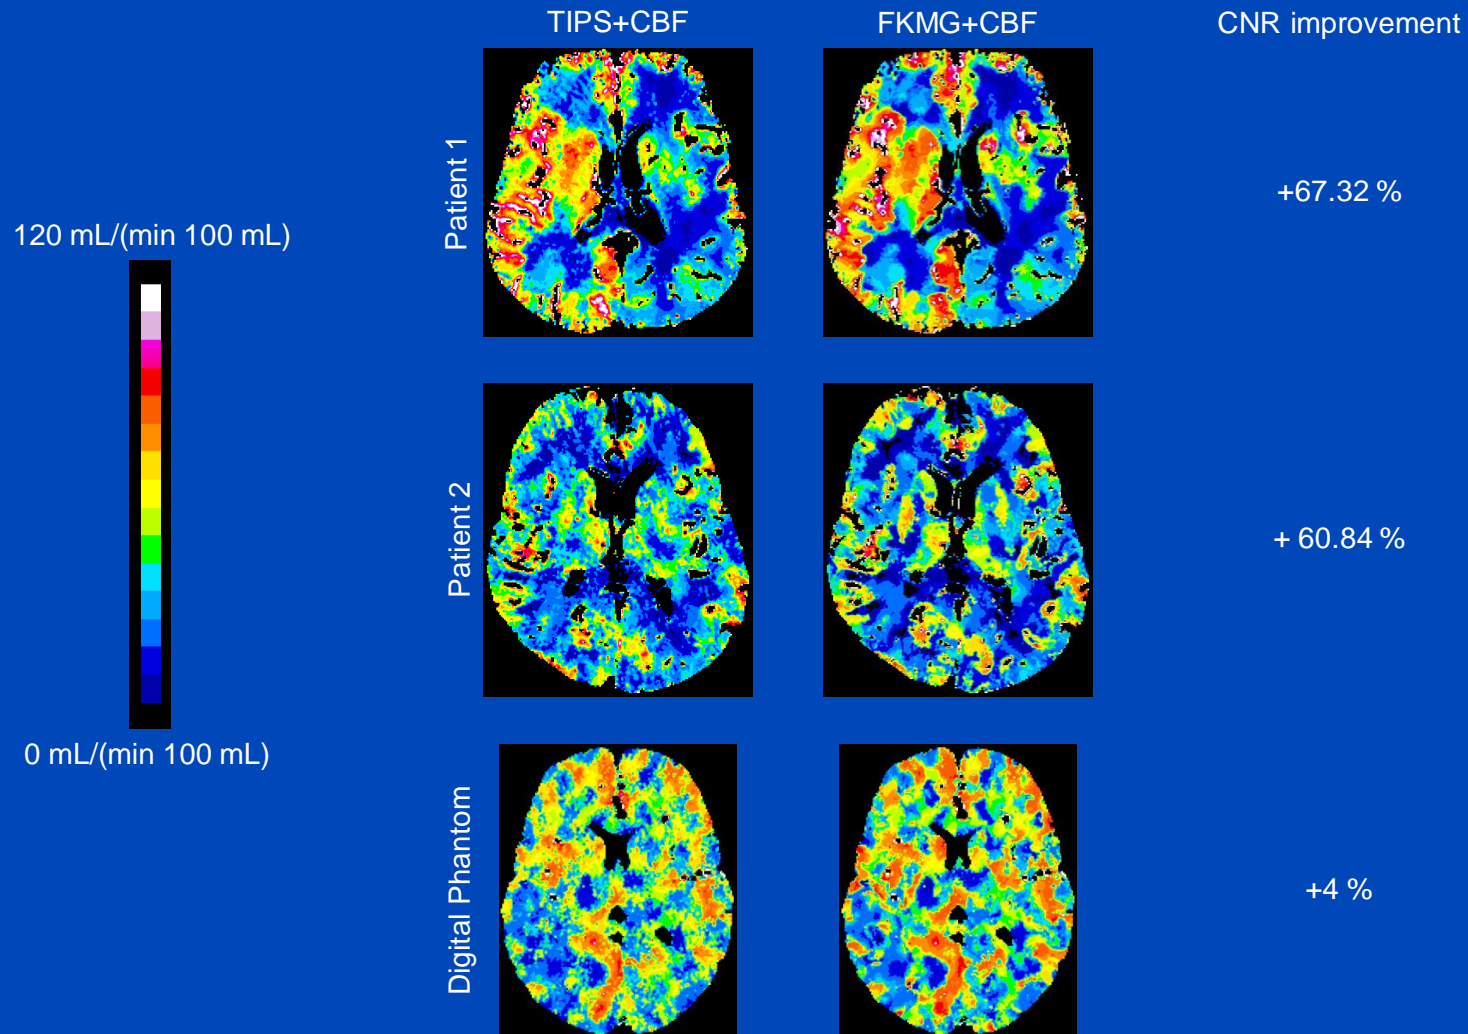 TIPS+CBF
FKMG+CBF
CNR improvement
Patient 1
+67.32 %
120 mL/(min 100 mL)
0 mL/(min 100 mL)
Patient 2
+ 60.84 %
Digital Phantom
+4 %